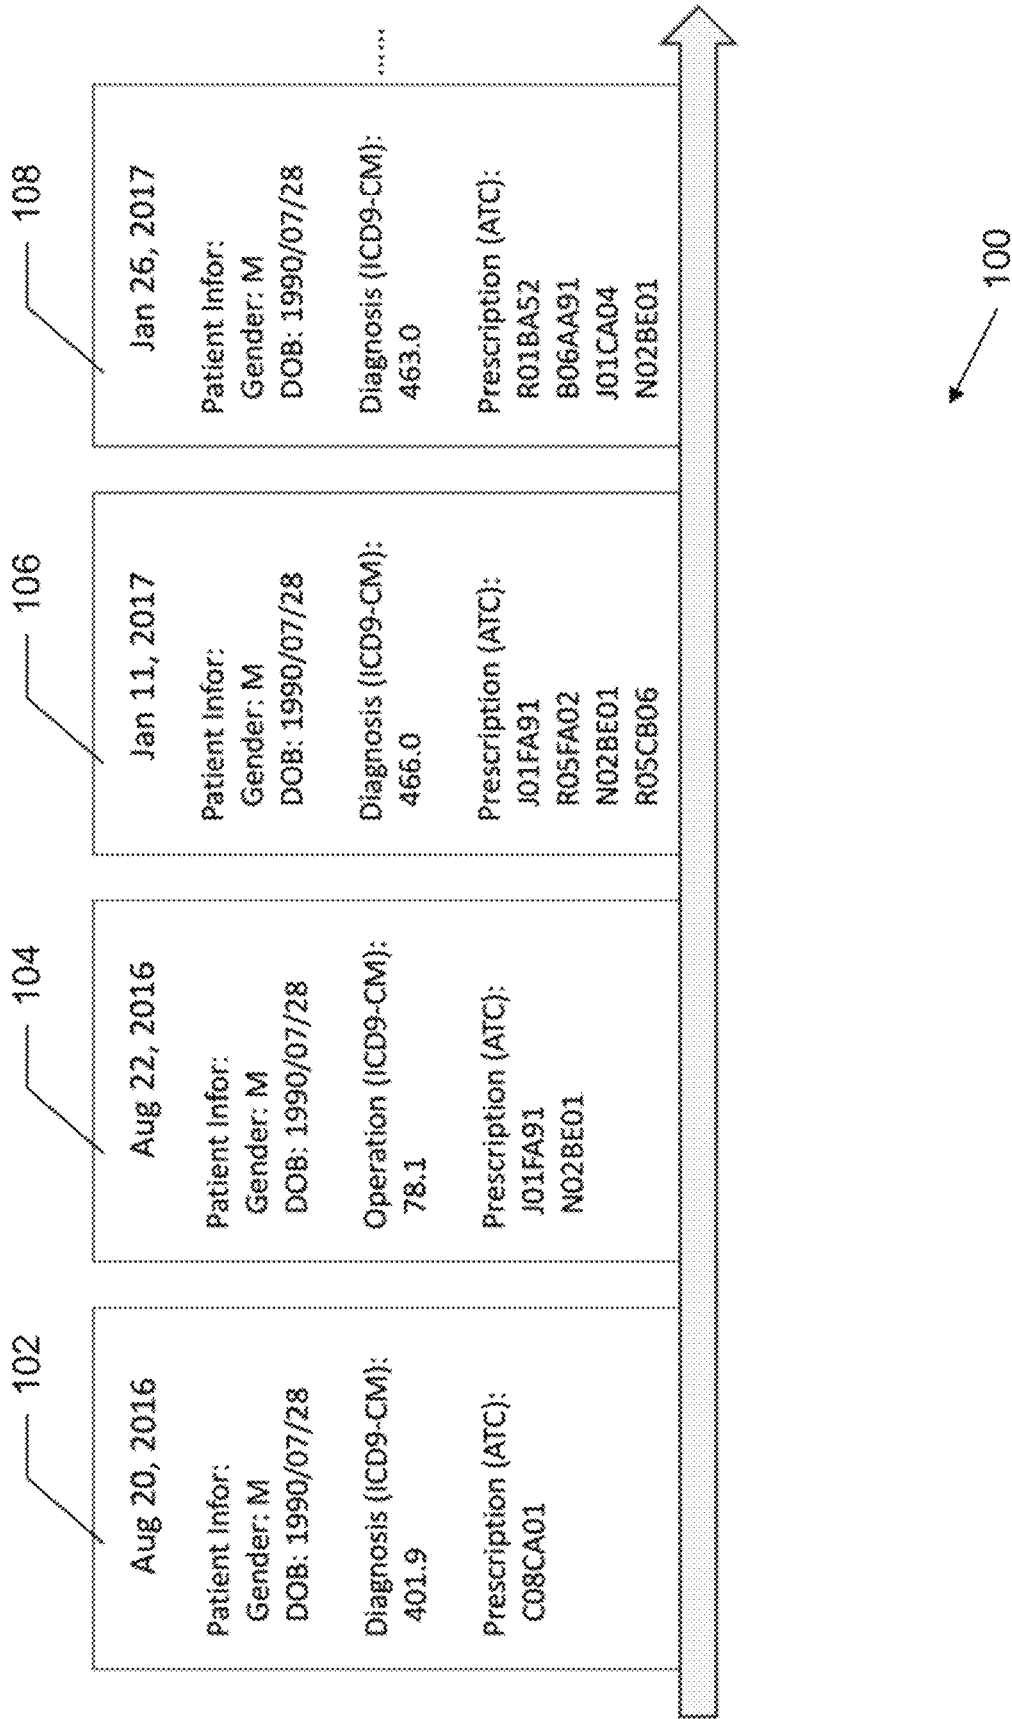 102
Aug 20, 2016
Patient Infor:
Gender: M
DOB: 1990/07/28
Diagnosis (ICD9-CM):
401.9
Prescription (ATC):
C08CA01
104
Aug 22, 2016
Patient Infor:
Gender: M
DOB: 1990/07/28
Operation (ICD9-CM):
78.1
Prescription (ATC):
J01FA91
N02BE01
106
Jan 11, 2017
Patient Infor:
Gender: M
DOB: 1990/07/28
Diagnosis (ICD9-CM):
466.0
Prescription (ATC):
J01FA91
R05FA02
N02BE01
R05CB06
108
Jan 26, 2017
Patient Infor:
Gender: M
DOB: 1990/07/28
Diagnosis (ICD9-CM):
463.0
Prescription (ATC):
R01BA52
B06AA91
J01CA04
N02BE01
......
100